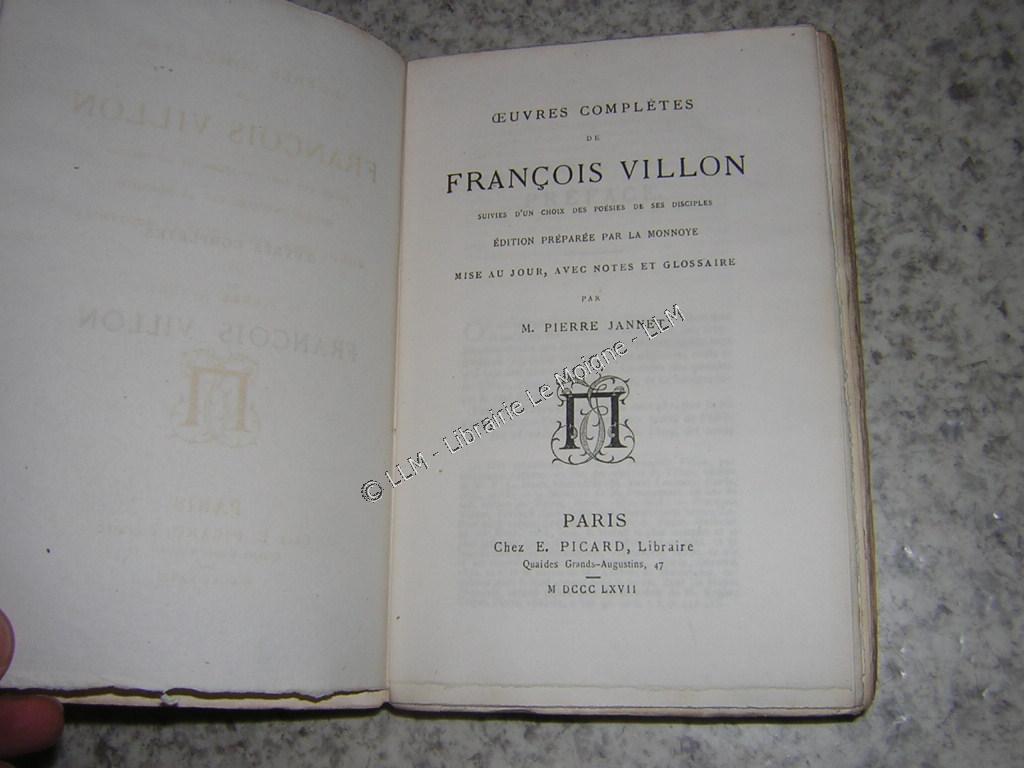 ŒUVRES COMPLÈTES
DE
FRANÇOIS VILLON
SUIVIES D'UN CHOIX DES POÉSIES DE SES DISCIPLES
ÉDITION PRÉPARÉE PAR LA MONNOYE
MISE AU JOUR, AVEC NOTES ET GLOSSAIRE
PAR
M. PIERRE JANNET
© LLM - Librairie Le Moigne - LLM
PARIS
Chez E. PICARD, Libraire
Quai des Grands-Augustins, 47
M DCCC LXVII